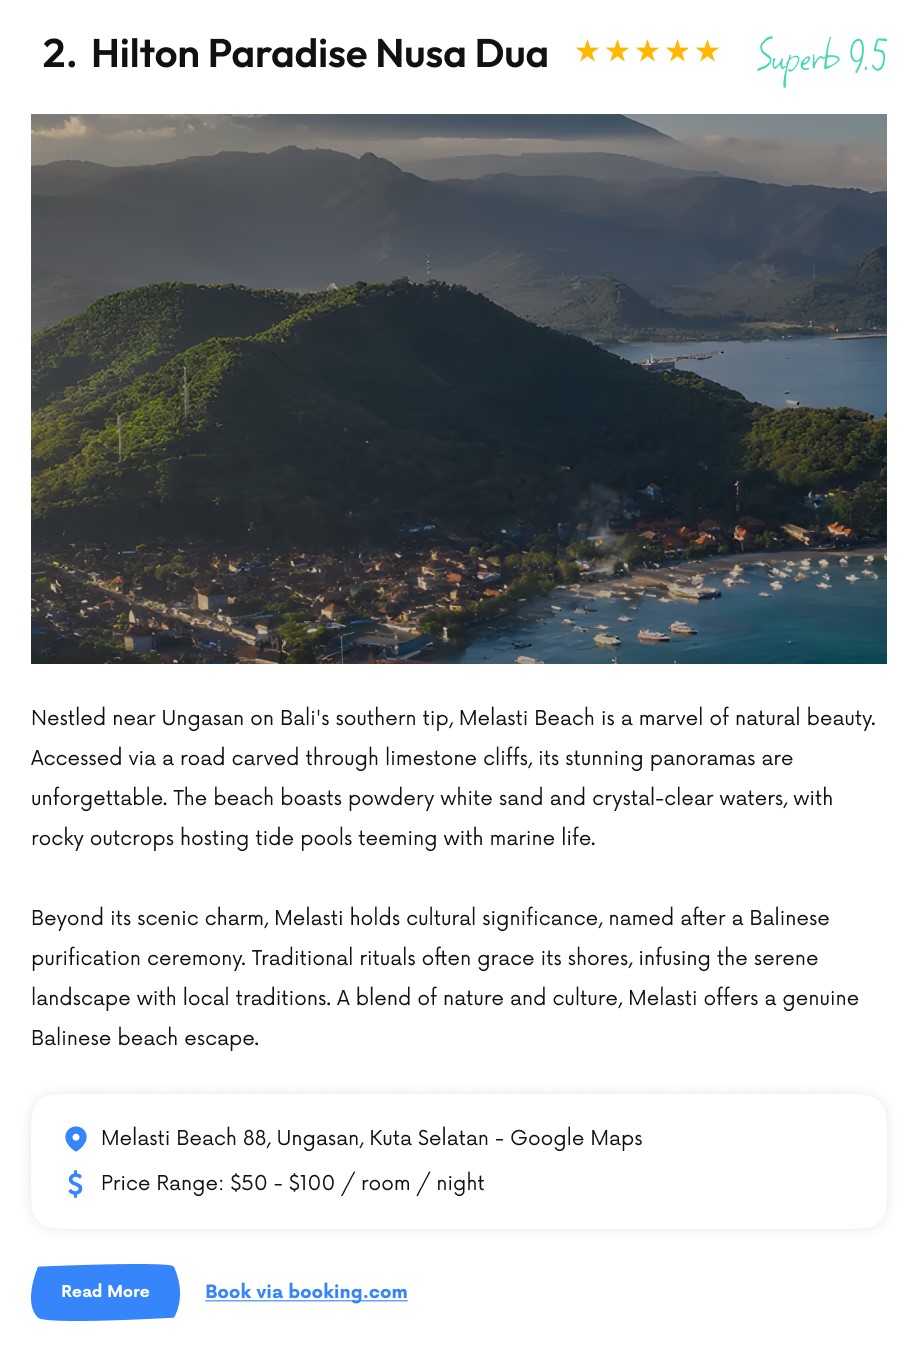 2. Hilton Paradise Nusa Dua ★★★★★ Superb 9.5
Nestled near Ungasan on Bali's southern tip, Melasti Beach is a marvel of natural beauty.
Accessed via a road carved through limestone cliffs, its stunning panoramas are
unforgettable. The beach boasts powdery white sand and crystal-clear waters, with
rocky outcrops hosting tide pools teeming with marine life.
Beyond its scenic charm, Melasti holds cultural significance, named after a Balinese
purification ceremony. Traditional rituals often grace its shores, infusing the serene
landscape with local traditions. A blend of nature and culture, Melasti offers a genuine
Balinese beach escape.
Melasti Beach 88, Ungasan, Kuta Selatan - Google Maps
$ Price Range: $50 - $100 / room / night
Read More Book via booking.com